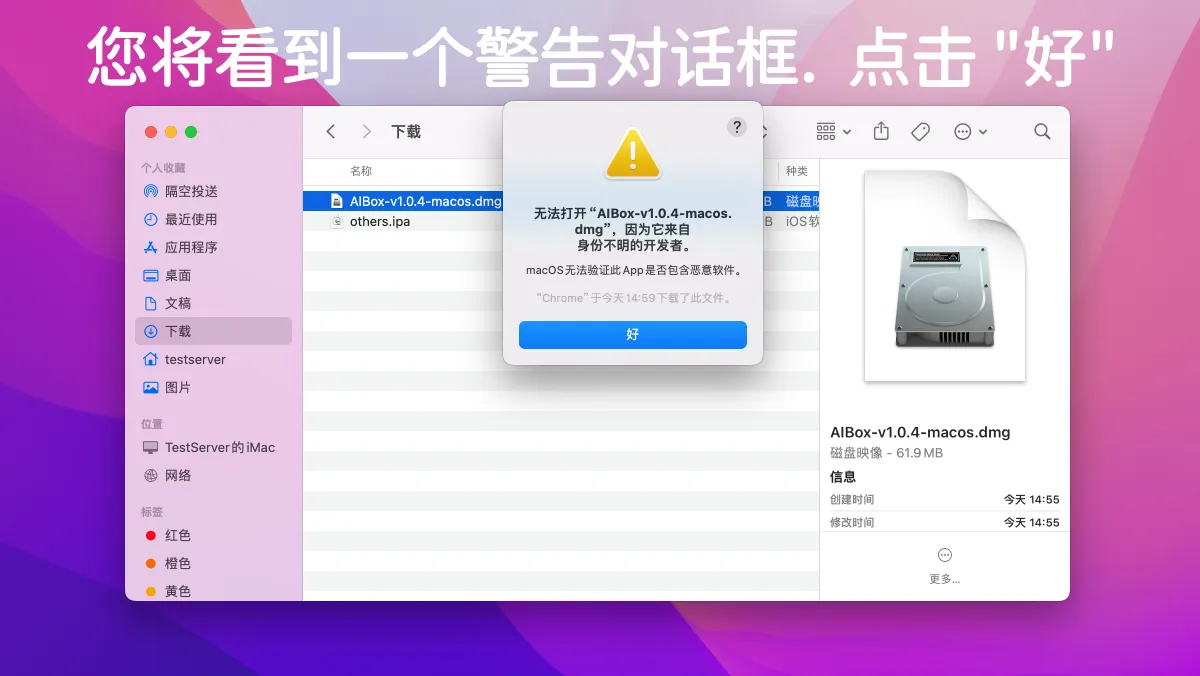 您将看到一个警告对话框. 点击 "好"
下载
?
个人收藏
隔空投送
最近使用
应用程序
桌面
文稿
下载
testserver
图片
位置
TestServer的iMac
网络
标签
红色
橙色
黄色
名称
种类
AIBox-v1.0.4-macos.dmg
B 磁盘映
others.ipa
B iOS软
无法打开“AIBox-v1.0.4-macos.
dmg”，因为它来自
身份不明的开发者。
macOS无法验证此App是否包含恶意软件。
“Chrome”于今天14:59下载了此文件。
好
AIBox-v1.0.4-macos.dmg
磁盘映像 - 61.9 MB
信息
创建时间 今天 14:55
修改时间 今天 14:55
更多...